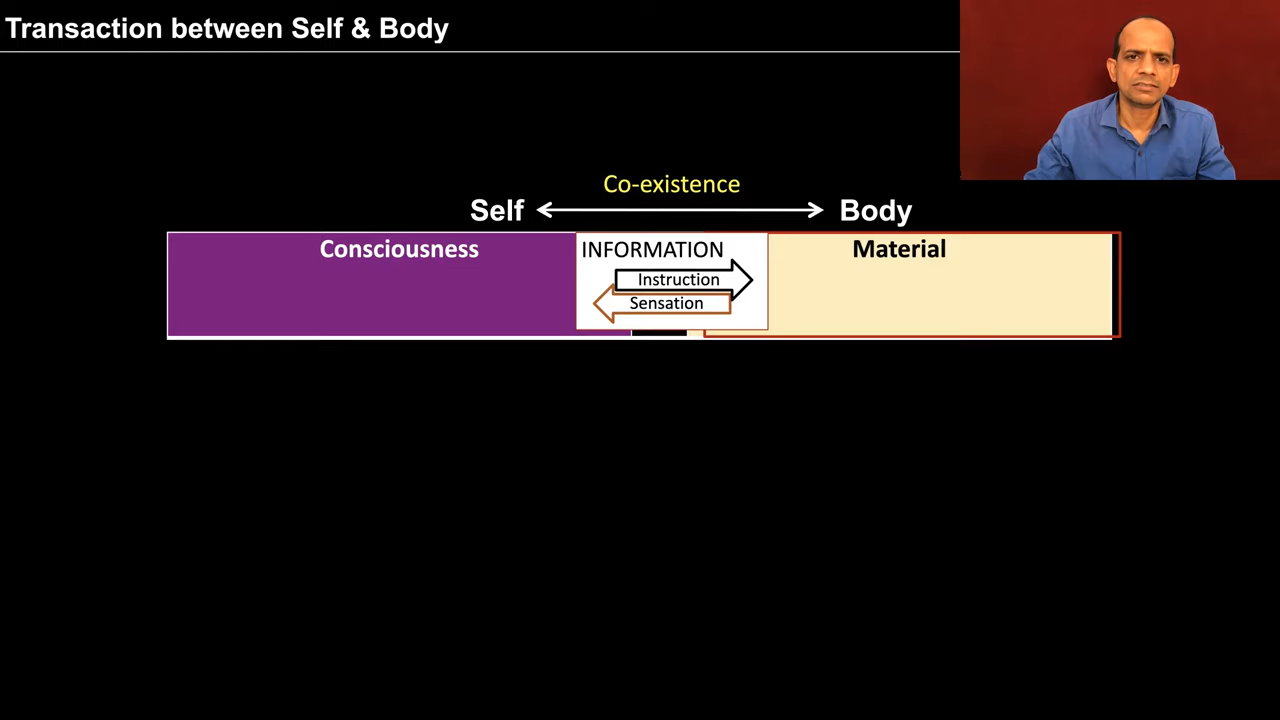 Transaction between Self & Body
Co-existence
Self Body
Consciousness INFORMATION Material
Instruction
Sensation